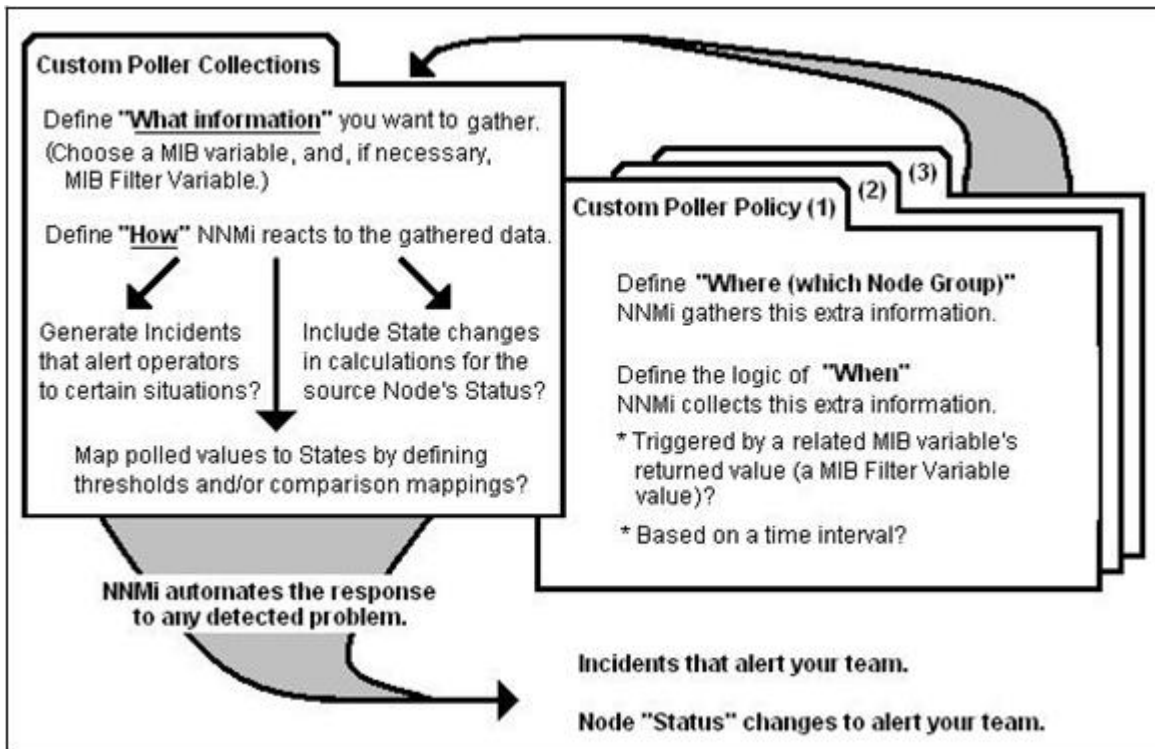 Custom Poller Collections
Define "What information" you want to gather.
(Choose a MIB variable, and, if necessary,
MIB Filter Variable.)
Define "How" NNMi reacts to the gathered data.
Generate Incidents
that alert operators
to certain situations?
Include State changes
in calculations for the
source Node's Status?
Map polled values to States by defining
thresholds and/or comparison mappings?
(3)
(2)
Custom Poller Policy (1)
Define "Where (which Node Group)"
NNMi gathers this extra information.
Define the logic of "When"
NNMi collects this extra information.
* Triggered by a related MIB variable's
returned value (a MIB Filter Variable
value)?
* Based on a time interval?
NNMi automates the response
to any detected problem.
Incidents that alert your team.
Node "Status" changes to alert your team.